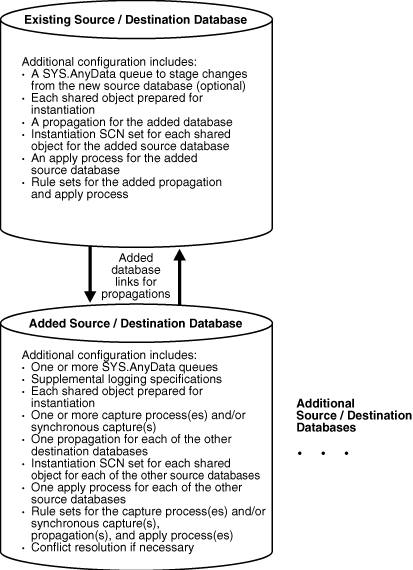 Existing Source / Destination Database
Additional configuration includes:
· A SYS.AnyData queue to stage changes
from the new source database (optional)
· Each shared object prepared for
instantiation
· A propagation for the added database
· Instantiation SCN set for each shared
object for the added source database
· An apply process for the added
source database
· Rule sets for the added propagation
and apply process
Added
database
links for
propagations
Added Source / Destination Database
Additional configuration includes:
· One or more SYS.AnyData queues
· Supplemental logging specifications
· Each shared object prepared for
instantiation
· One or more capture process(es) and/or
synchronous capture(s)
· One propagation for each of the other
destination databases
· Instantiation SCN set for each shared
object for each of the other source databases
· One apply process for each of the other
source databases
· Rule sets for the capture process(es) and/or
synchronous capture(s),
propagation(s), and apply process(es)
· Conflict resolution if necessary
Additional
Source / Destination
Databases
. . .